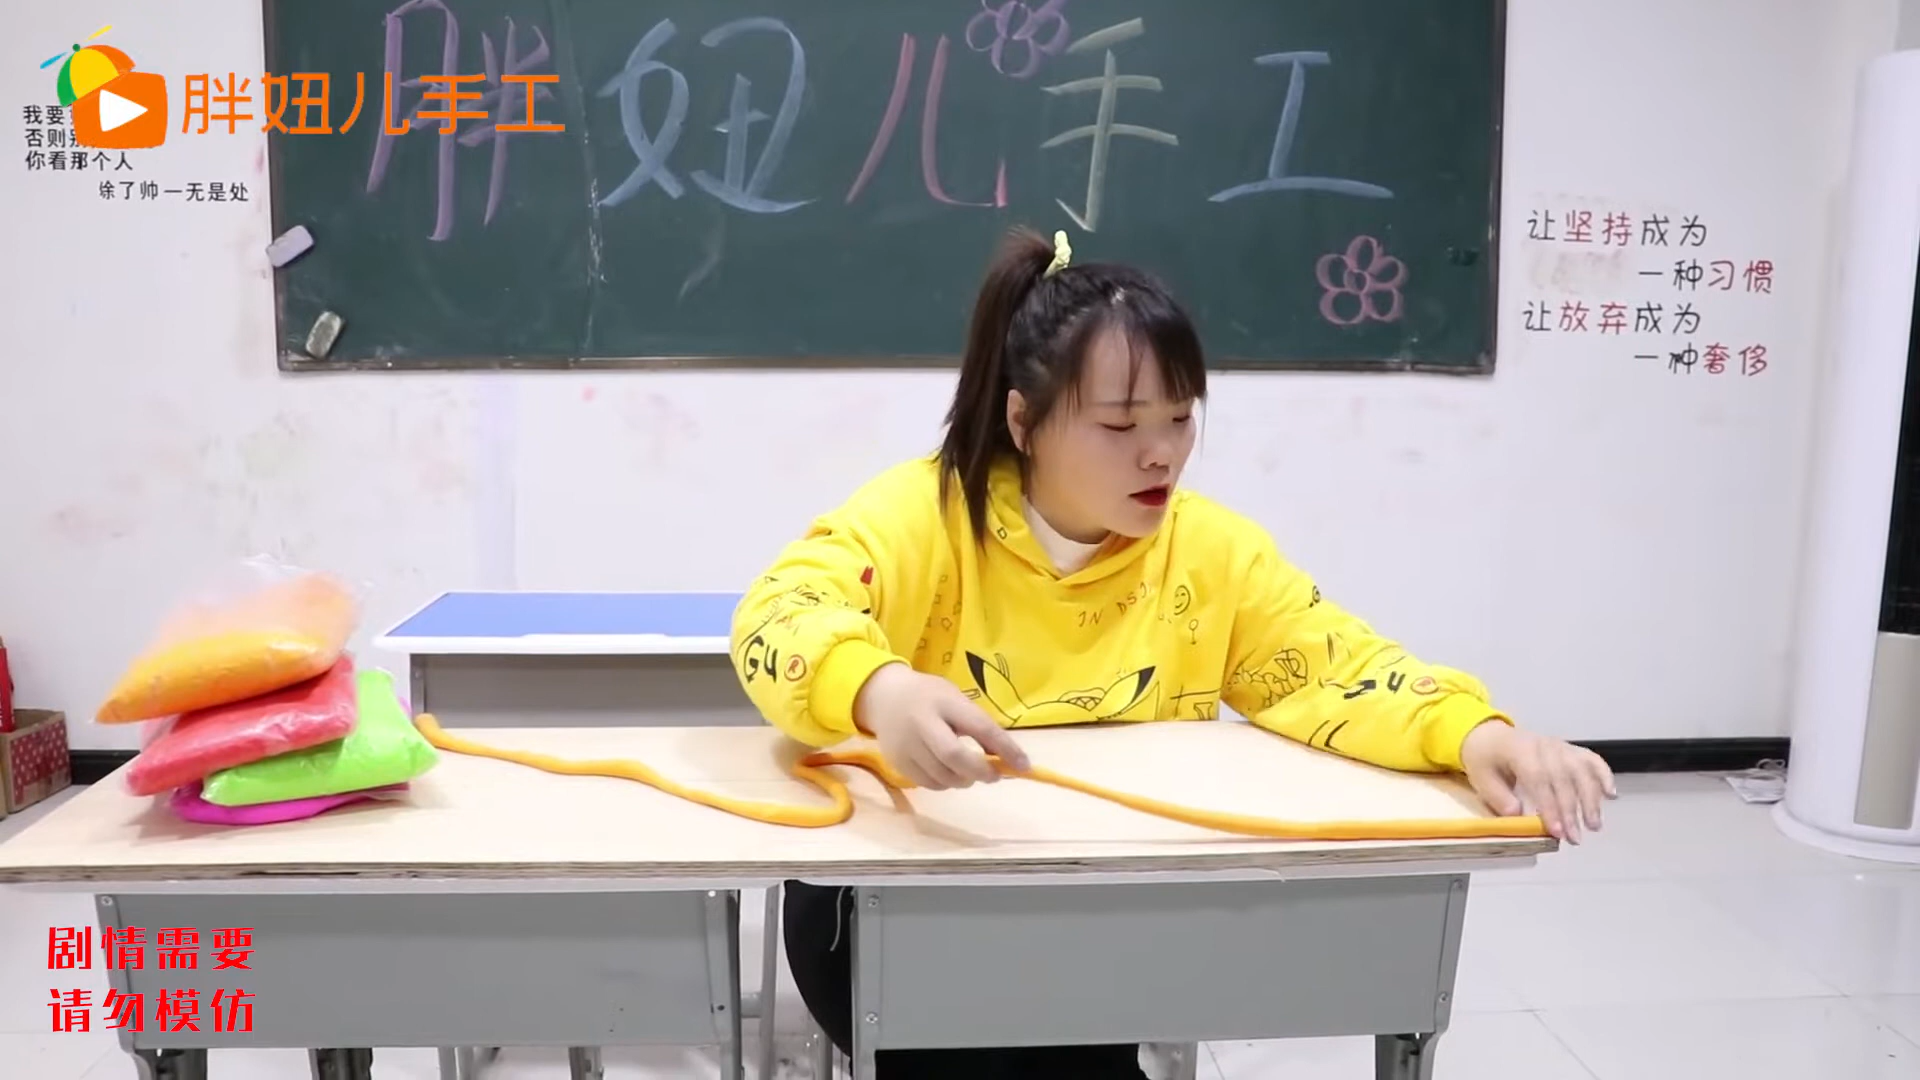 胖妞儿手工
胖妞儿手工
我要
否则
你看那个人
除了帅一无是处
让坚持成为
一种习惯
让放弃成为
一种奢侈
剧情需要
请勿模仿